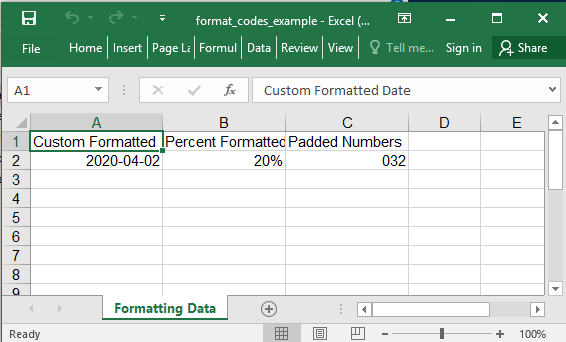 format_codes_example - Excel (...
File Home Insert Page La Formul Data Review View Tell me... Sign in Share
A1 fx Custom Formatted Date
A B C D E
1 Custom Formatted Percent Formatted Padded Numbers
2 2020-04-02 20% 032
3
4
5
6
7
8
9
Formatting Data
Ready 100%